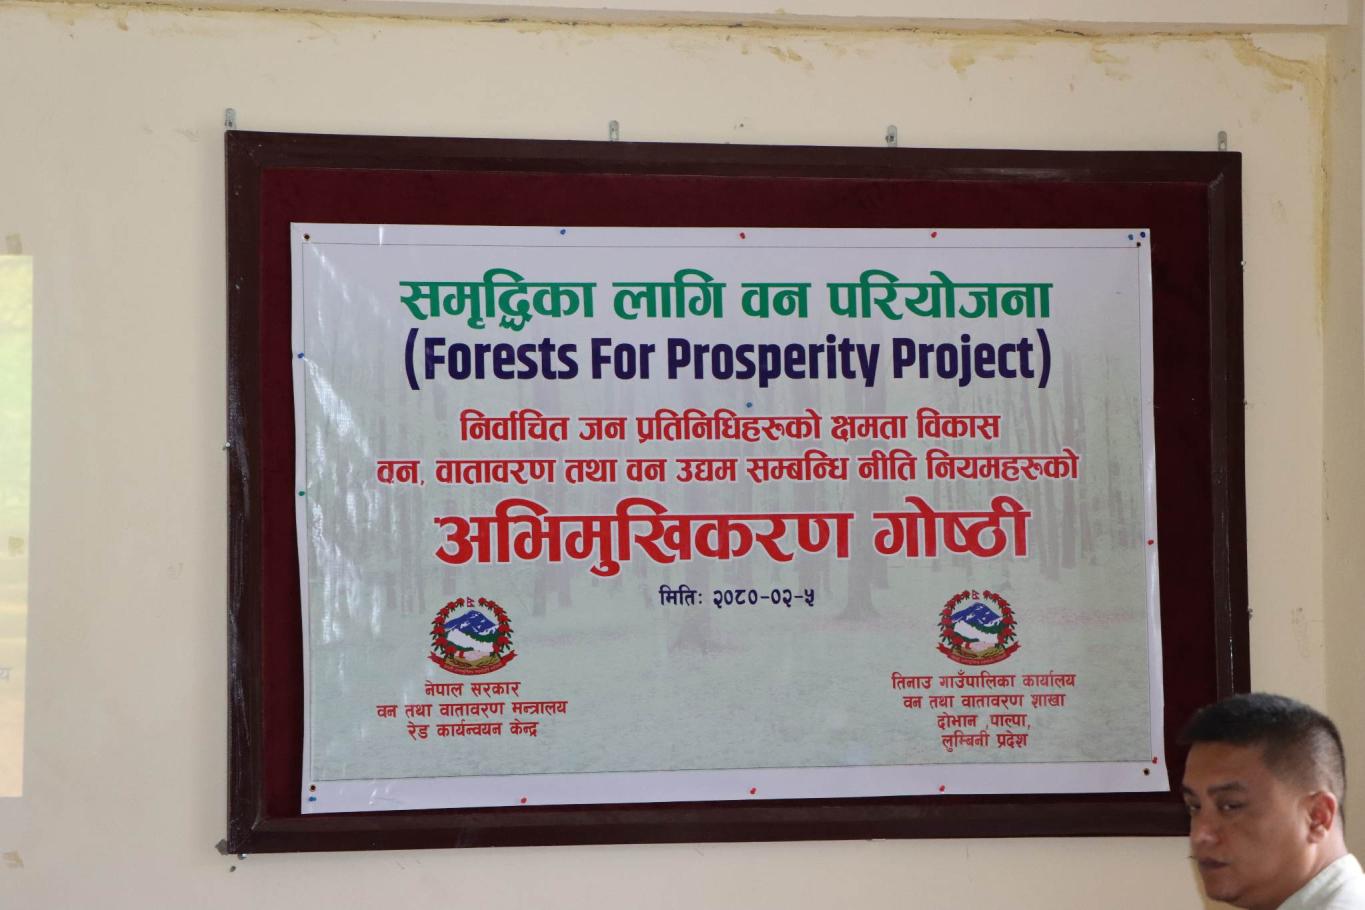 समृद्धिका लागि वन परियोजना
(Forests For Prosperity Project)
निर्वाचित जन प्रतिनिधिहरूको क्षमता विकास
वन, वातावरण तथा वन उद्यम सम्बन्धि नीति नियमहरूको
अभिमुखिकरण गोष्ठी
मितिः २०८०-०२-५
नेपाल सरकार
वन तथा वातावरण मन्त्रालय
रेड कार्यन्वयन केन्द्र
तिनाउ गाउँपालिका कार्यालय
वन तथा वातावरण शाखा
दोभान ,पाल्पा,
लुम्बिनी प्रदेश